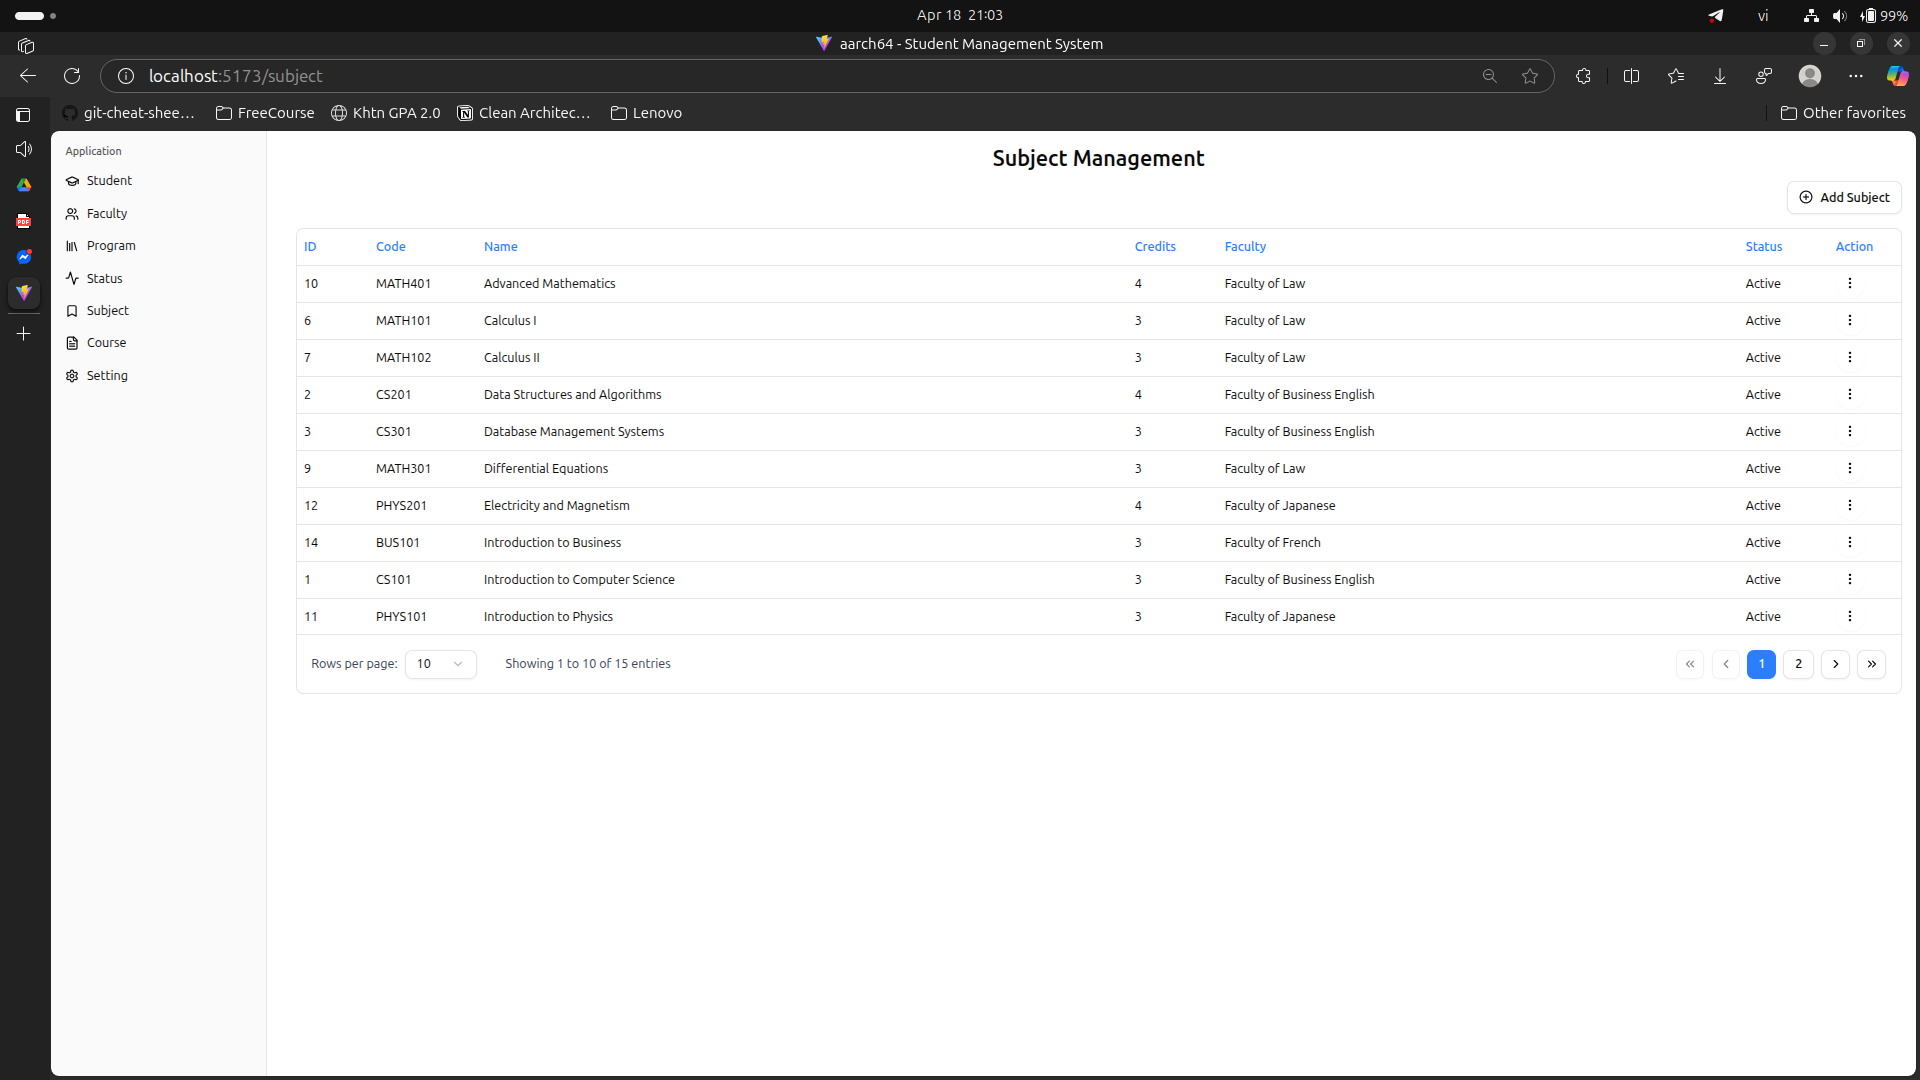 Apr 18 21:03
vi
99%
aarch64 - Student Management System
localhost:5173/subject
git-cheat-shee...
FreeCourse
Khtn GPA 2.0
Clean Architec...
Lenovo
Other favorites
PDF
Application
Student
Faculty
Program
Status
Subject
Course
Setting
Subject Management
Add Subject
ID Code Name Credits Faculty Status Action
10 MATH401 Advanced Mathematics 4 Faculty of Law Active
6 MATH101 Calculus I 3 Faculty of Law Active
7 MATH102 Calculus II 3 Faculty of Law Active
2 CS201 Data Structures and Algorithms 4 Faculty of Business English Active
3 CS301 Database Management Systems 3 Faculty of Business English Active
9 MATH301 Differential Equations 3 Faculty of Law Active
12 PHYS201 Electricity and Magnetism 4 Faculty of Japanese Active
14 BUS101 Introduction to Business 3 Faculty of French Active
1 CS101 Introduction to Computer Science 3 Faculty of Business English Active
11 PHYS101 Introduction to Physics 3 Faculty of Japanese Active
Rows per page: 10 Showing 1 to 10 of 15 entries « ‹ 1 2 › »